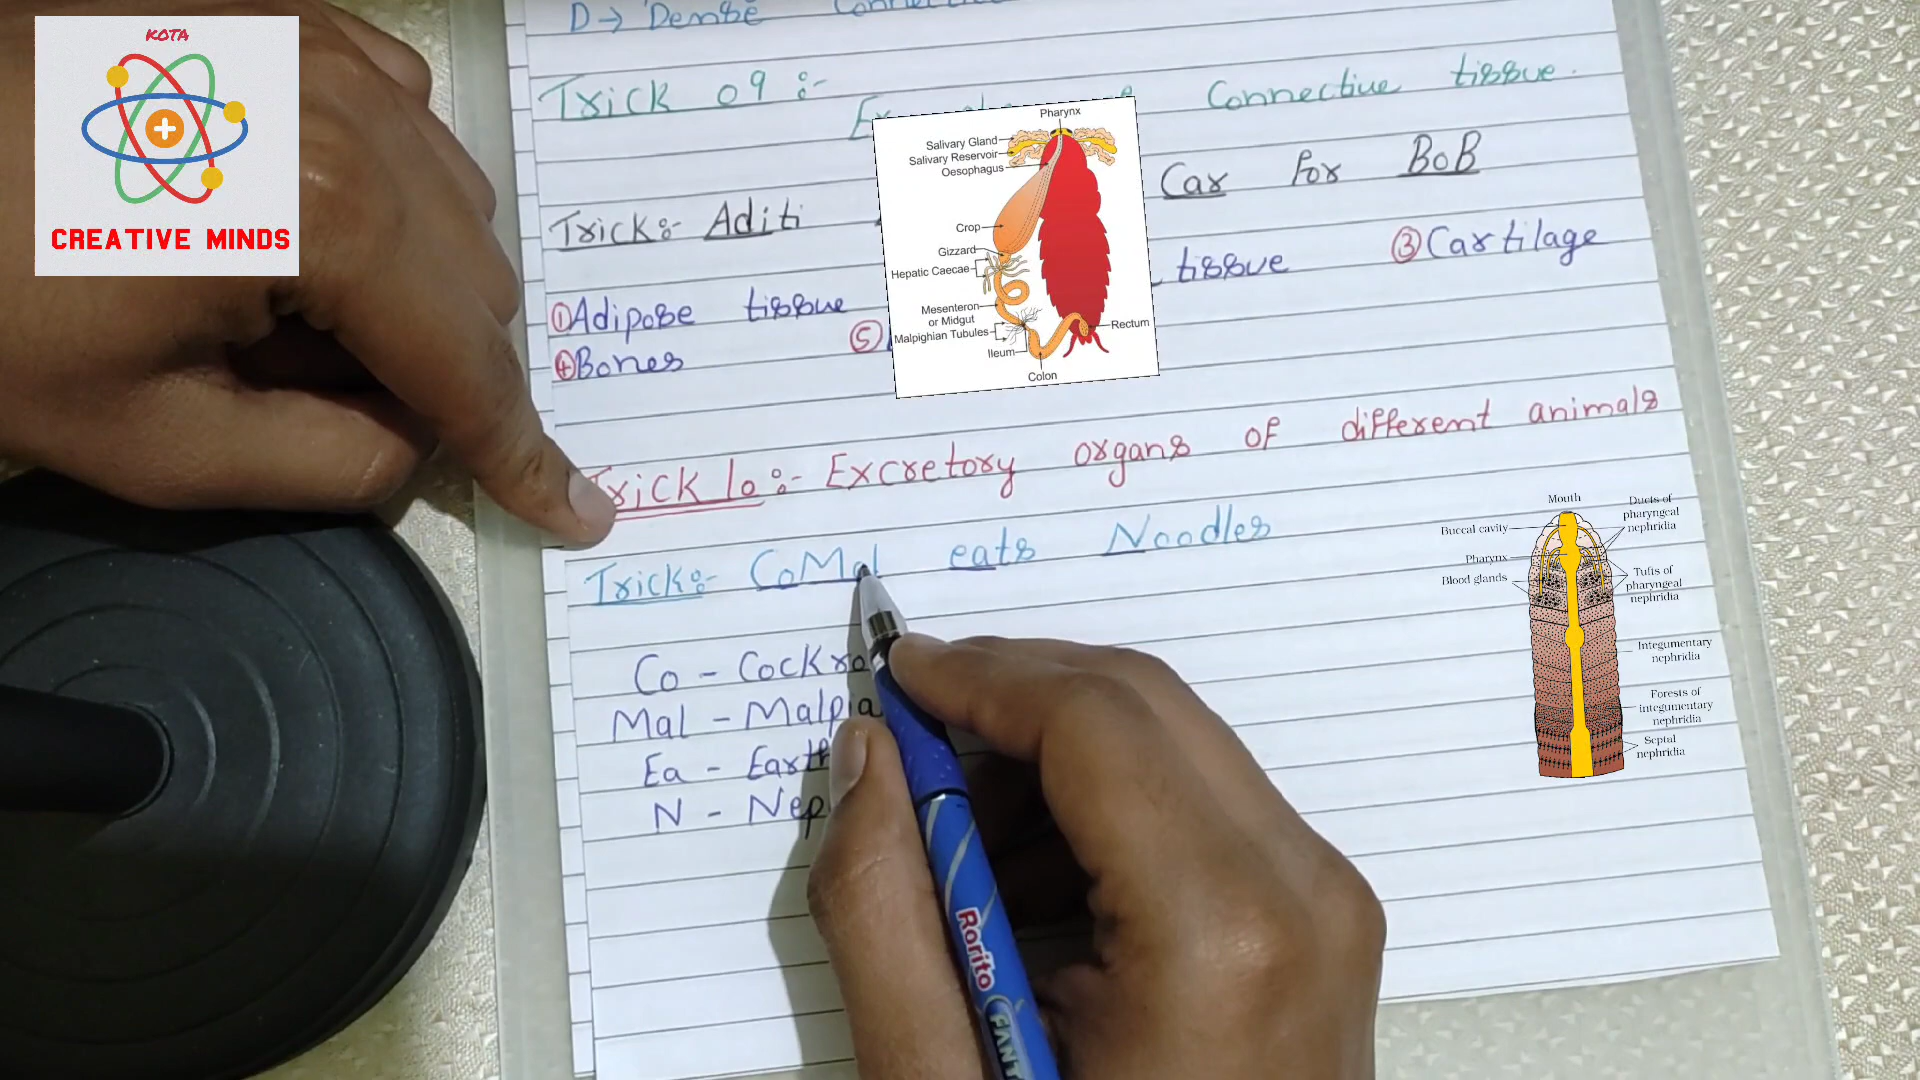 KOTA
CREATIVE MINDS
D → Dense
Trick 09 :- Connective tissue.
Trick:- Aditi Car for BoB
① Adipose tissue tissue ③ Cartilage
④ Bones ⑤
Pharynx
Salivary Gland
Salivary Reservoir
Oesophagus
Crop
Gizzard
Hepatic Caecae
Mesenteron
or Midgut
Malpighian Tubules
Ileum
Colon
Rectum
Trick 10:- Excretory organs of different animals
Trick:- CoMal eats Noodles
Co - Cockro
Mal - Malpia
Ea - Earth
N - Nep
Mouth
Buccal cavity
Pharynx
Blood glands
Ducts of
pharyngeal
nephridia
Tufts of
pharyngeal
nephridia
Integumentary
nephridia
Forests of
integumentary
nephridia
Septal
nephridia
Rorito
FANT